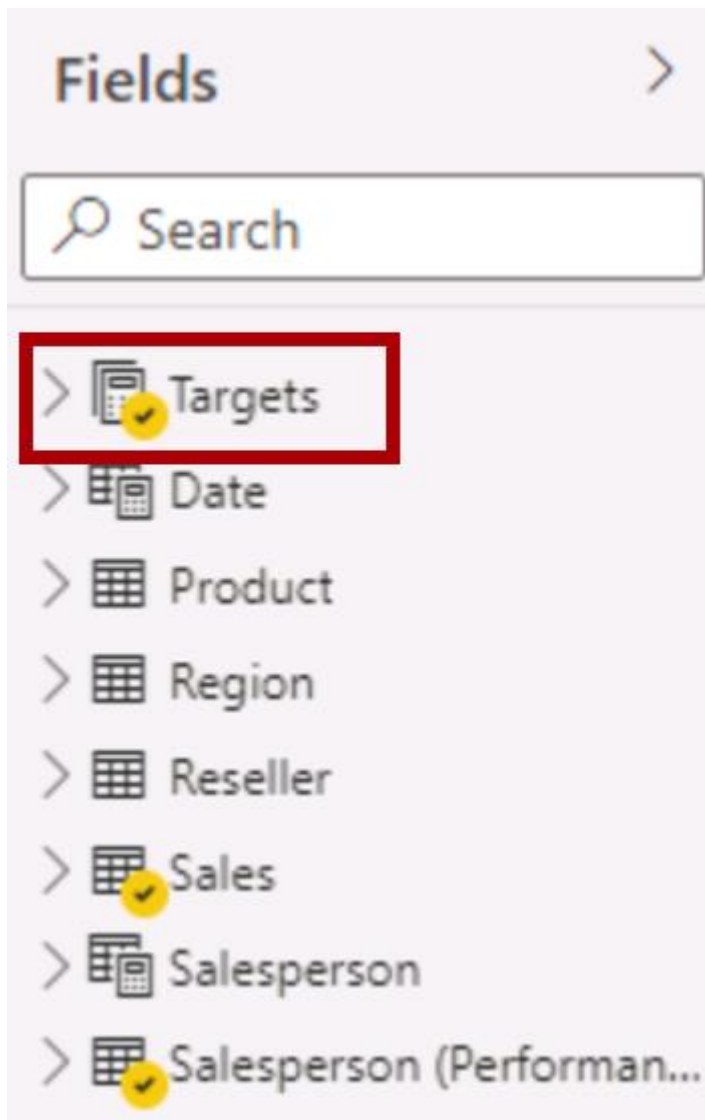 Fields
Search
Targets
Date
Product
Region
Reseller
Sales
Salesperson
Salesperson (Performan...